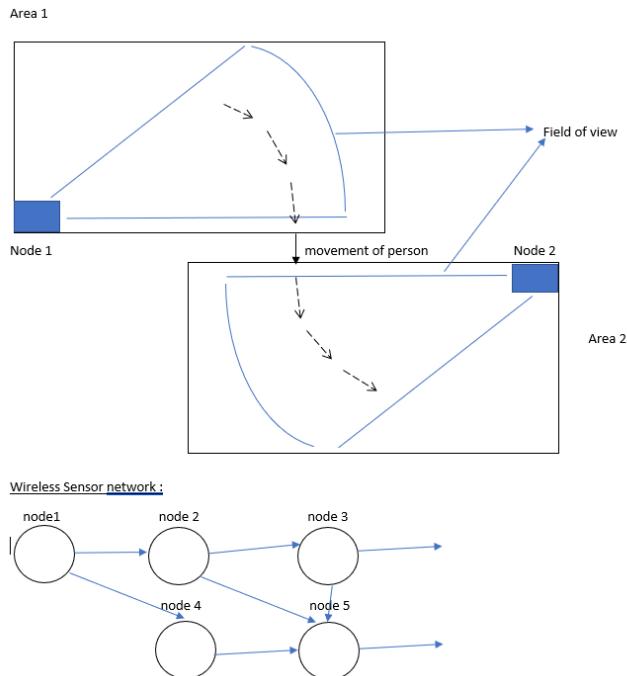 Area 1
Field of view
Node 1
movement of person
Node 2
Area 2
Wireless Sensor network :
node1
node 2
node 3
node 4
node 5